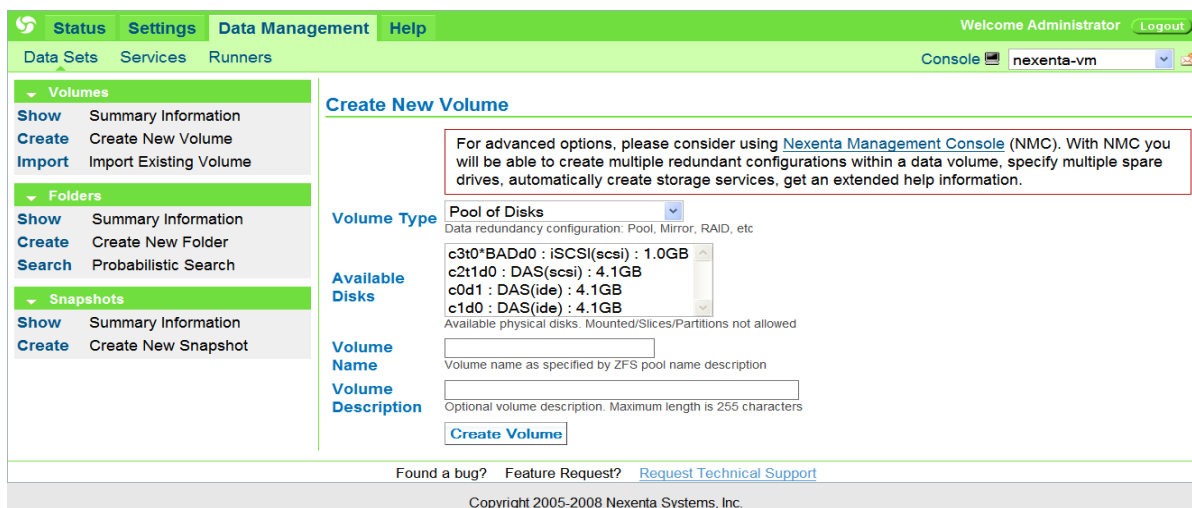 Status Settings Data Management Help
Welcome Administrator Logout
Data Sets Services Runners
Console nexenta-vm
Volumes
Show Summary Information
Create Create New Volume
Import Import Existing Volume
Folders
Show Summary Information
Create Create New Folder
Search Probabilistic Search
Snapshots
Show Summary Information
Create Create New Snapshot
Create New Volume
For advanced options, please consider using Nexenta Management Console (NMC). With NMC you
will be able to create multiple redundant configurations within a data volume, specify multiple spare
drives, automatically create storage services, get an extended help information.
Volume Type Pool of Disks
Data redundancy configuration: Pool, Mirror, RAID, etc
Available
Disks
c3t0*BADd0 : iSCSI(scsi) : 1.0GB
c2t1d0 : DAS(scsi) : 4.1GB
c0d1 : DAS(ide) : 4.1GB
c1d0 : DAS(ide) : 4.1GB
Available physical disks. Mounted/Slices/Partitions not allowed
Volume
Name
Volume name as specified by ZFS pool name description
Volume
Description
Optional volume description. Maximum length is 255 characters
Create Volume
Found a bug? Feature Request? Request Technical Support
Copyright 2005-2008 Nexenta Systems, Inc.